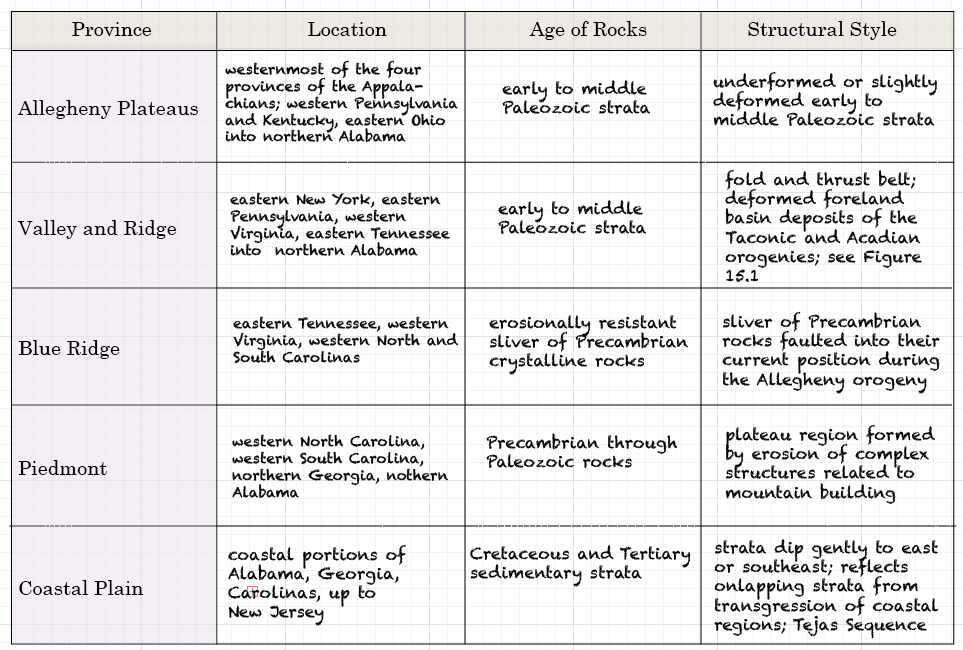 Province
Location
Age of Rocks
Structural Style
Allegheny Plateaus
westernmost of the four
provinces of the Appala-
chians; western Pennsylvania
and Kentucky, eastern Ohio
into northern Alabama
early to middle
Paleozoic strata
underformed or slightly
deformed early to
middle Paleozoic strata
Valley and Ridge
eastern New York, eastern
Pennsylvania, western
Virginia, eastern Tennessee
into northern Alabama
early to middle
Paleozoic strata
fold and thrust belt;
deformed foreland
basin deposits of the
Taconic and Acadian
orogenies; see Figure
15.1
Blue Ridge
eastern Tennessee, western
Virginia, western North and
South Carolinas
erosionally resistant
sliver of Precambrian
crystalline rocks
sliver of Precambrian
rocks faulted into their
current position during
the Allegheny orogeny
Piedmont
western North Carolina,
western South Carolina,
northern Georgia, nothern
Alabama
Precambrian through
Paleozoic rocks
plateau region formed
by erosion of complex
structures related to
mountain building
Coastal Plain
coastal portions of
Alabama, Georgia,
Carolinas, up to
New Jersey
Cretaceous and Tertiary
sedimentary strata
strata dip gently to east
or southeast; reflects
onlapping strata from
transgression of coastal
regions; Tejas Sequence